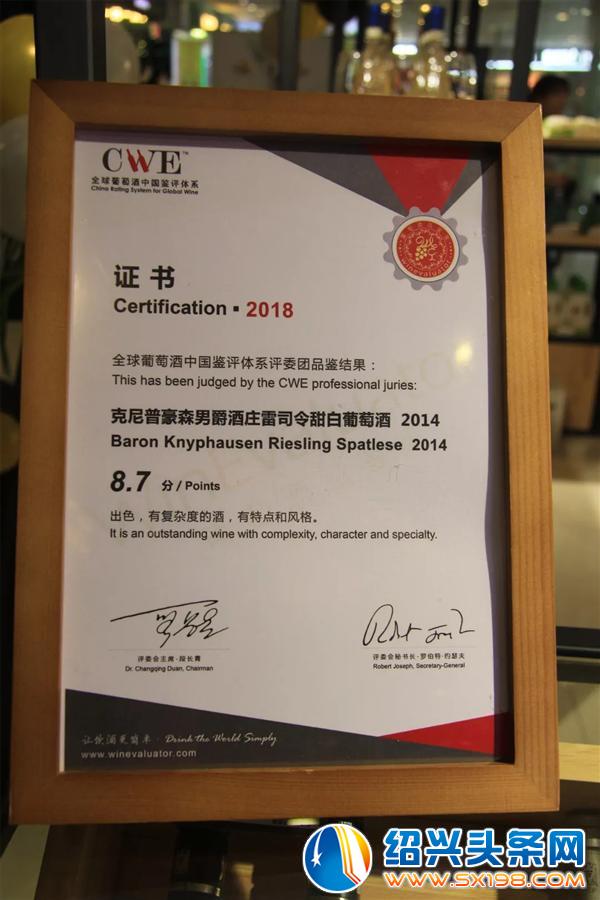 CWE™
全球葡萄酒中国鉴评体系
China Rating System for Global Wine
winevaluator
证书
Certification ▪ 2018
全球葡萄酒中国鉴评体系评委团品鉴结果：
This has been judged by the CWE professional juries:
克尼普豪森男爵酒庄雷司令甜白葡萄酒 2014
Baron Knyphausen Riesling Spatlese 2014
8.7 分 / Points
出色，有复杂度的酒，有特点和风格。
It is an outstanding wine with complexity, character and specialty.
评委会主席·段长青
Dr. Changqing Duan, Chairman
评委会秘书长·罗伯特·约瑟夫
Robert Joseph, Secretary-General
让饮酒更简单 · Drink the World Simply
www.winevaluator.com
绍兴头条网
www.SX198.com